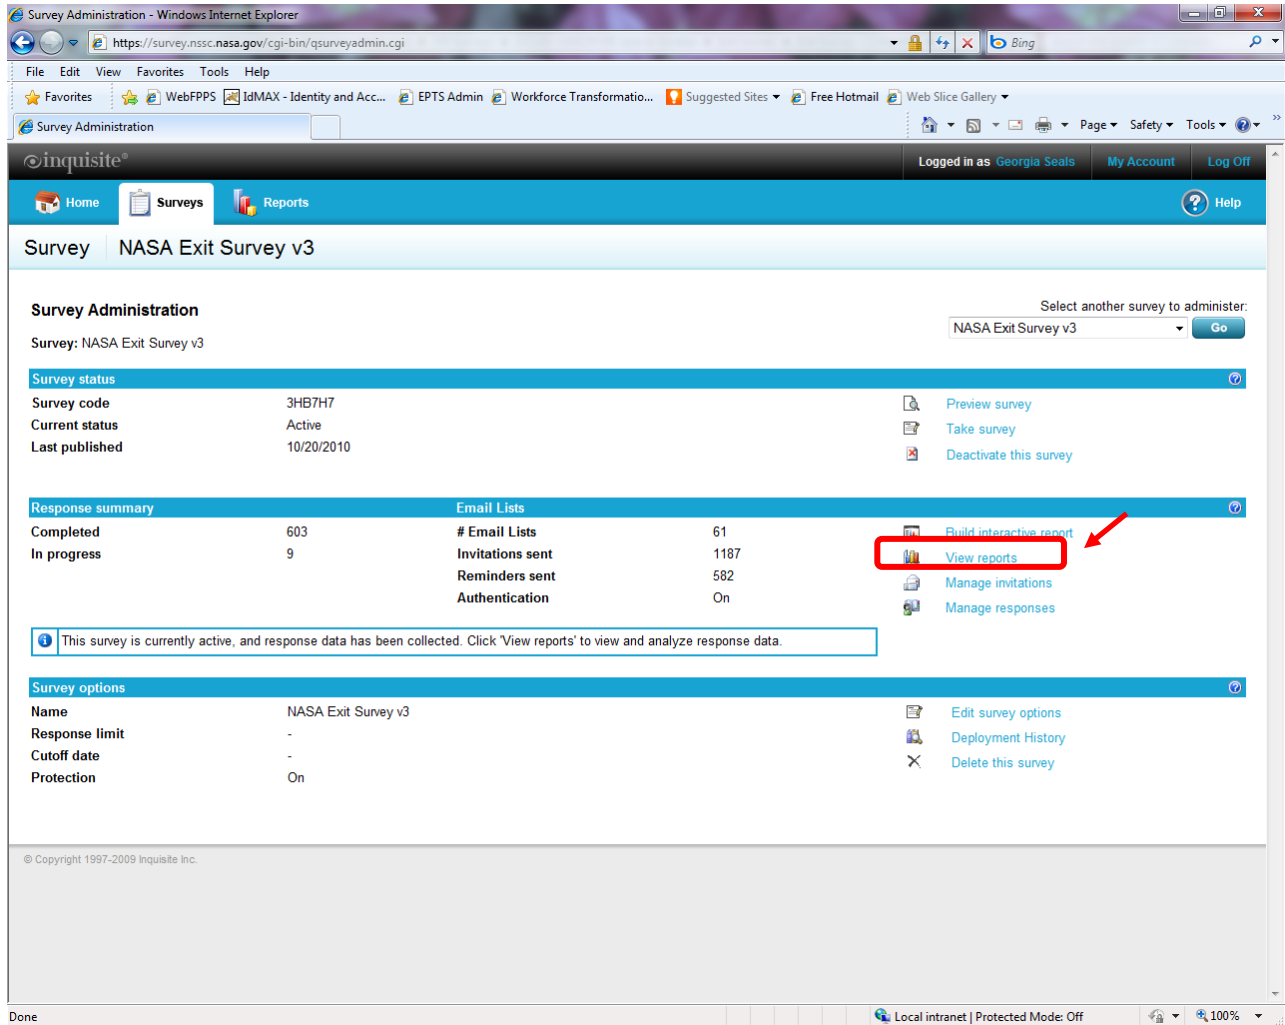 Survey Administration - Windows Internet Explorer
https://survey.nssc.nasa.gov/cgi-bin/qsurveyadmin.cgi
Bing
File Edit View Favorites Tools Help
Favorites WebFPPS IdMAX - Identity and Acc... EPTS Admin Workforce Transformatio... Suggested Sites Free Hotmail Web Slice Gallery
Survey Administration
Page Safety Tools
inquisite®
Logged in as Georgia Seals My Account Log Off
Home Surveys Reports Help
Survey NASA Exit Survey v3
Survey Administration
Select another survey to administer:
NASA Exit Survey v3 Go
Survey: NASA Exit Survey v3
Survey status
Survey code 3HB7H7 Preview survey
Current status Active Take survey
Last published 10/20/2010 Deactivate this survey
Response summary Email Lists
Completed 603 # Email Lists 61 Build interactive report
In progress 9 Invitations sent 1187 View reports
Reminders sent 582 Manage invitations
Authentication On Manage responses
This survey is currently active, and response data has been collected. Click 'View reports' to view and analyze response data.
Survey options
Name NASA Exit Survey v3 Edit survey options
Response limit - Deployment History
Cutoff date - Delete this survey
Protection On
© Copyright 1997-2009 Inquisite Inc.
Done Local intranet | Protected Mode: Off 100%